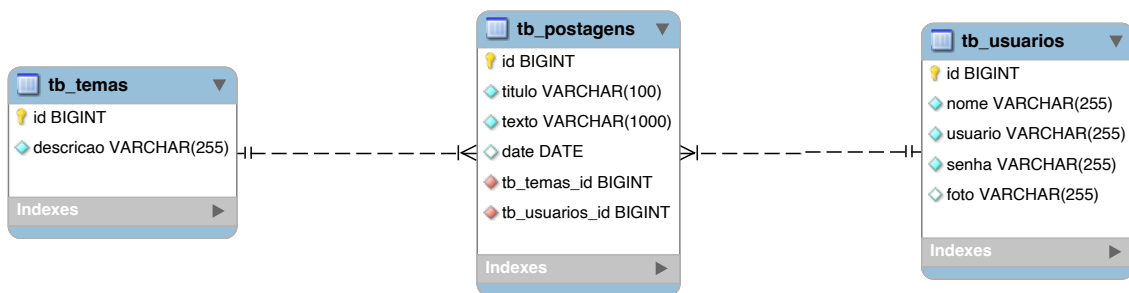 tb_temas
id BIGINT
descricao VARCHAR(255)
Indexes
tb_postagens
id BIGINT
titulo VARCHAR(100)
texto VARCHAR(1000)
date DATE
tb_temas_id BIGINT
tb_usuarios_id BIGINT
Indexes
tb_usuarios
id BIGINT
nome VARCHAR(255)
usuario VARCHAR(255)
senha VARCHAR(255)
foto VARCHAR(255)
Indexes